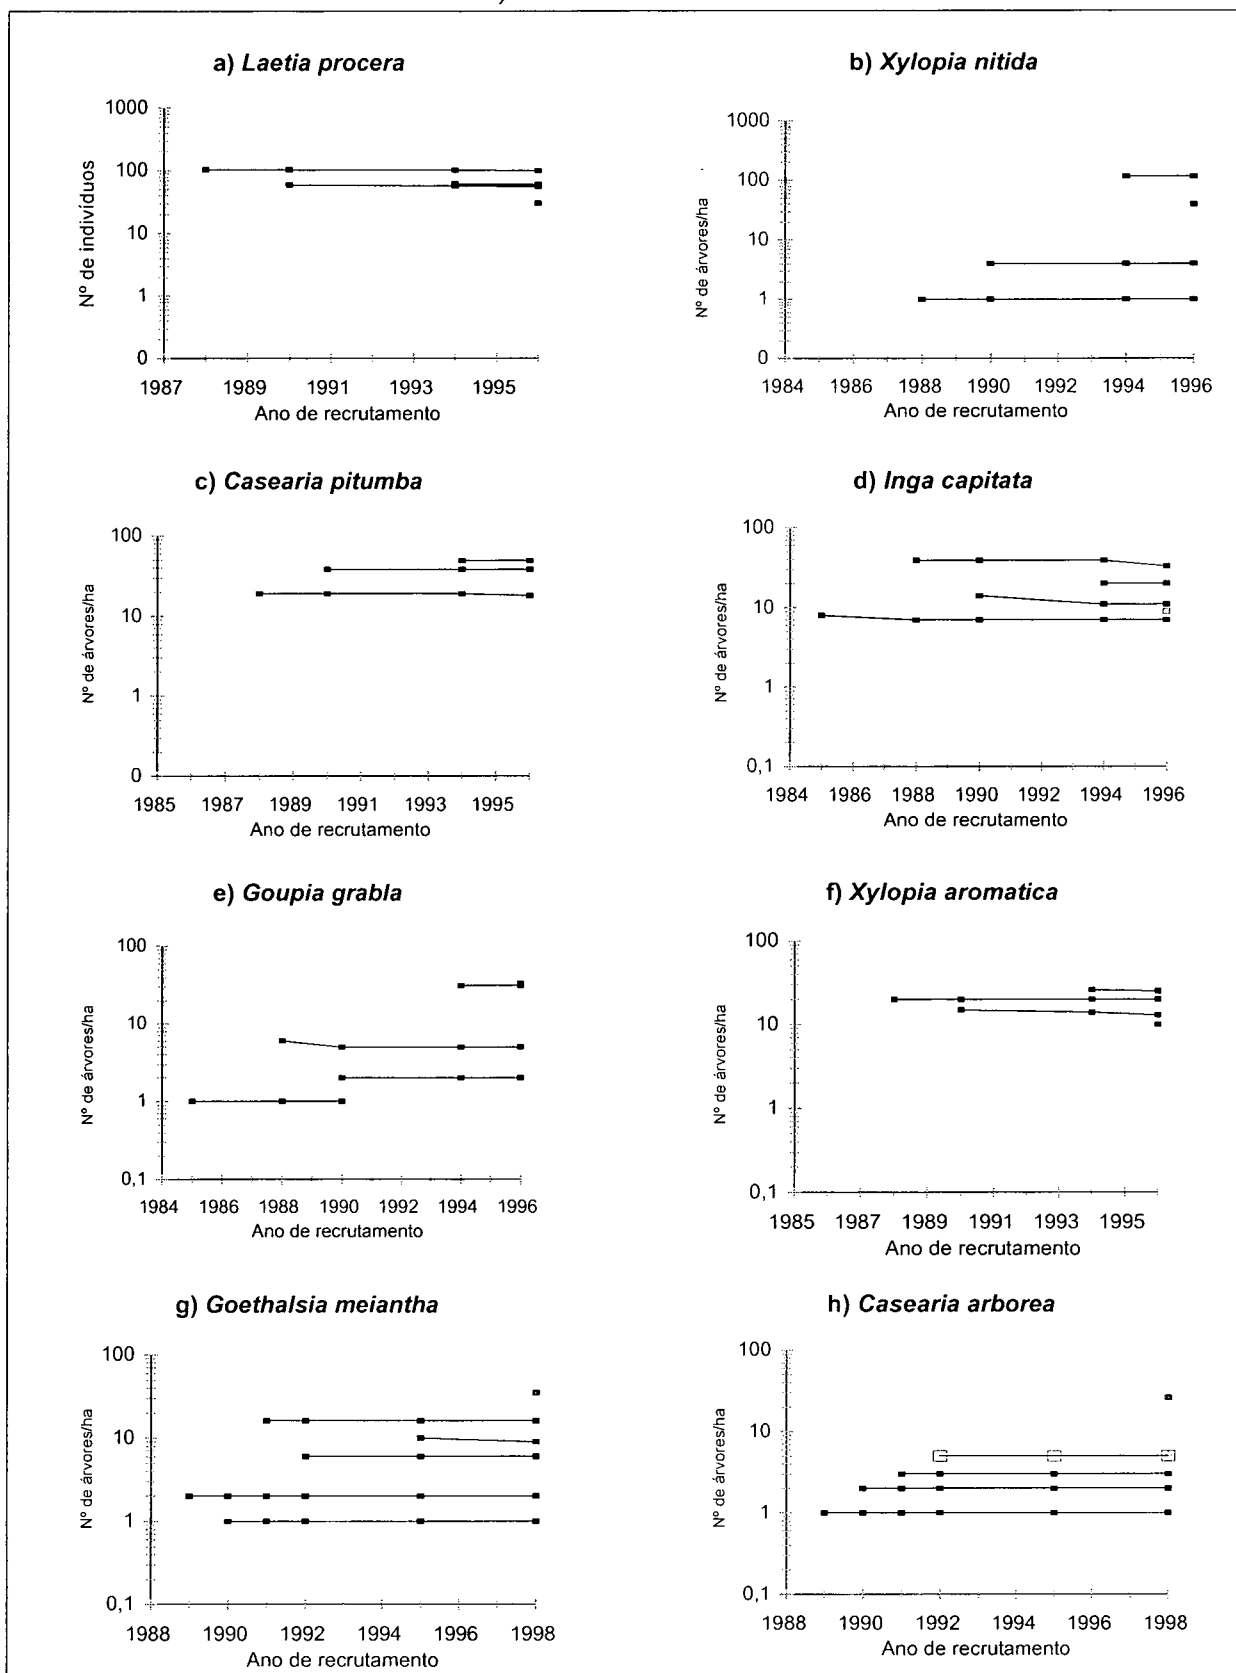 a) Laetia procera
1000
100
10
1
0
Nº de indivíduos
1987 1989 1991 1993 1995
Ano de recrutamento
b) Xylopia nitida
1000
100
10
1
0
Nº de árvores/ha
1984 1986 1988 1990 1992 1994 1996
Ano de recrutamento
c) Casearia pitumba
100
10
1
0
Nº de árvores/ha
1985 1987 1989 1991 1993 1995
Ano de recrutamento
d) Inga capitata
100
10
1
0,1
Nº de árvores/ha
1984 1986 1988 1990 1992 1994 1996
Ano de recrutamento
e) Goupia grabla
100
10
1
0,1
Nº de árvores/ha
1984 1986 1988 1990 1992 1994 1996
Ano de recrutamento
f) Xylopia aromatica
100
10
1
0,1
Nº de árvores/ha
1985 1987 1989 1991 1993 1995
Ano de recrutamento
g) Goethalsia meiantha
100
10
1
0,1
Nº de árvores/ha
1988 1990 1992 1994 1996 1998
Ano de recrutamento
h) Casearia arborea
100
10
1
0,1
Nº de árvores/ha
1988 1990 1992 1994 1996 1998
Ano de recrutamento